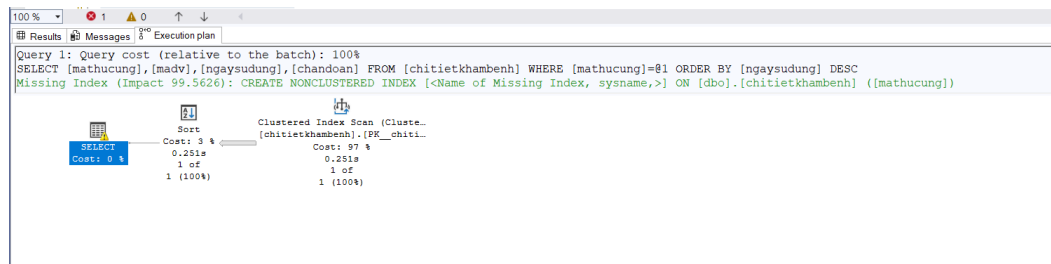 100 %
1
0
Results
Messages
Execution plan
Query 1: Query cost (relative to the batch): 100%
SELECT [mathucung],[madv],[ngaysudung],[chandoan] FROM [chitietkhambenh] WHERE [mathucung]=@1 ORDER BY [ngaysudung] DESC
Missing Index (Impact 99.5626): CREATE NONCLUSTERED INDEX [<Name of Missing Index, sysname,>] ON [dbo].[chitietkhambenh] ([mathucung])
SELECT
Cost: 0 %
Sort
Cost: 3 %
0.251s
1 of
1 (100%)
Clustered Index Scan (Cluste…
[chitietkhambenh].[PK__chiti…
Cost: 97 %
0.251s
1 of
1 (100%)